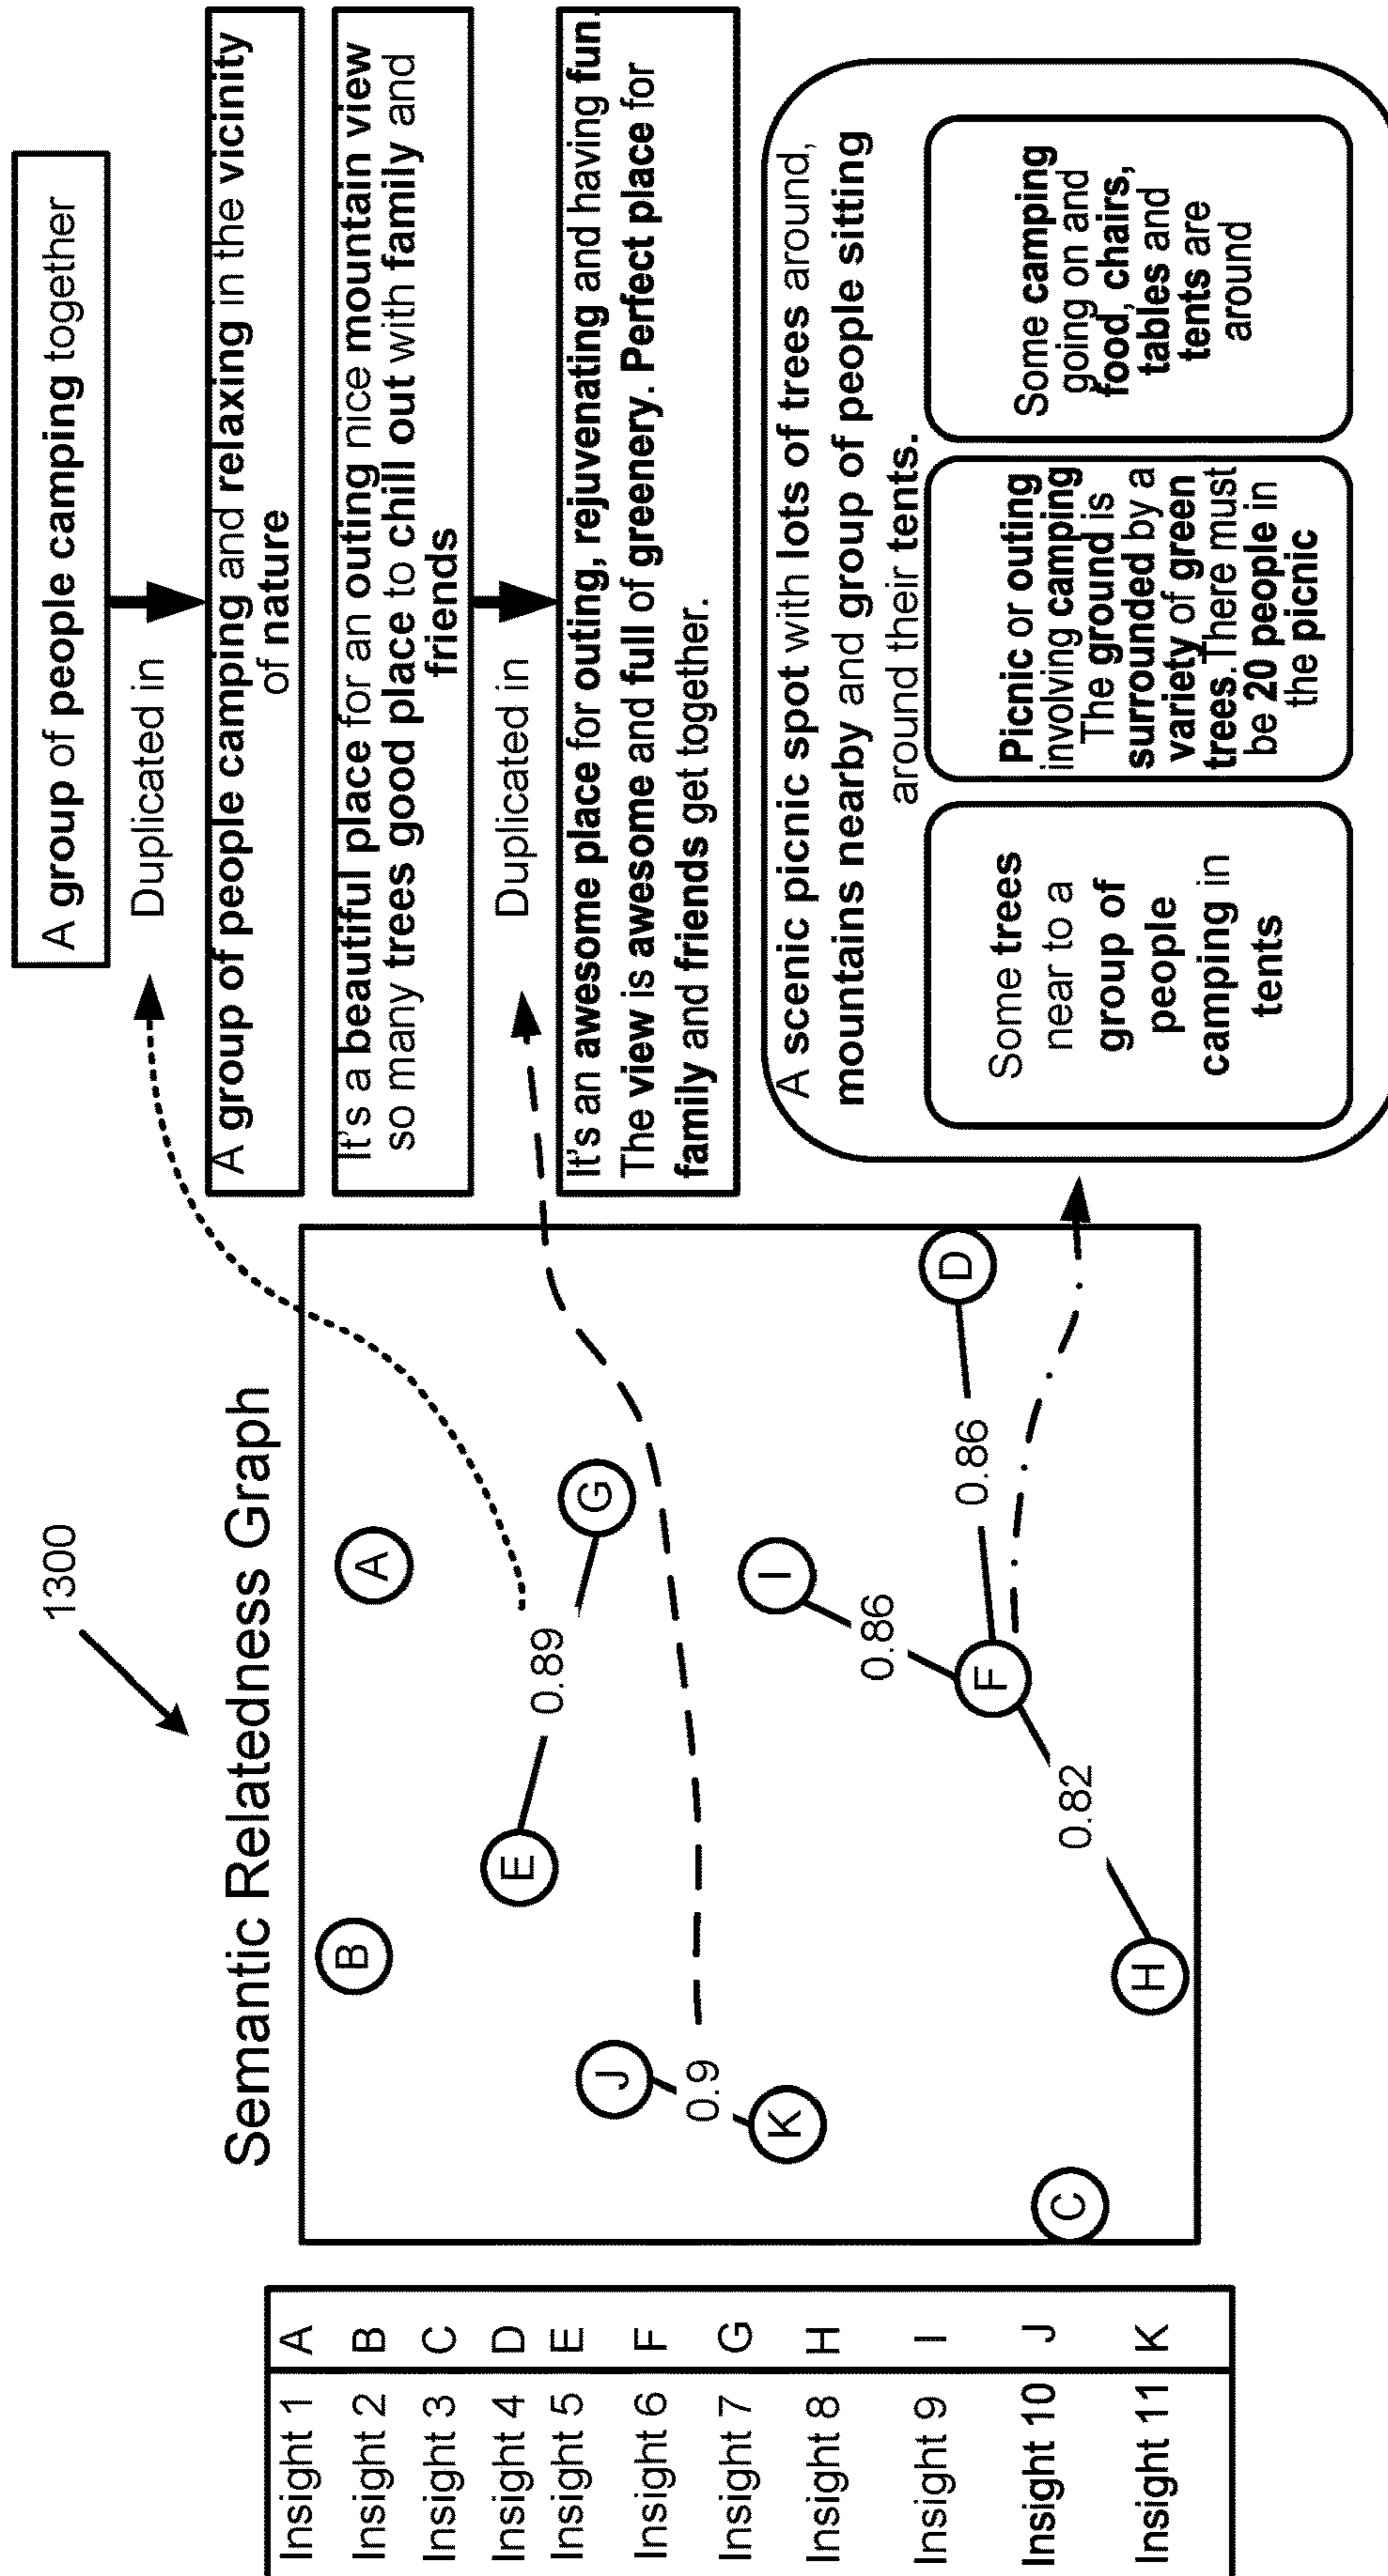 1300
Semantic Relatedness Graph
Insight 1 A
Insight 2 B
Insight 3 C
Insight 4 D
Insight 5 E
Insight 6 F
Insight 7 G
Insight 8 H
Insight 9 I
Insight 10 J
Insight 11 K
B
A
E
0.89
G
J
0.9
K
I
0.86
F
0.86
D
0.82
H
C
A group of people camping together
Duplicated in
A group of people camping and relaxing in the vicinity
of nature
It's a beautiful place for an outing nice mountain view
so many trees good place to chill out with family and
friends
Duplicated in
It's an awesome place for outing, rejuvenating and having fun.
The view is awesome and full of greenery. Perfect place for
family and friends get together.
A scenic picnic spot with lots of trees around,
mountains nearby and group of people sitting
around their tents.
Some trees
near to a
group of
people
camping in
tents
Picnic or outing
involving camping
The ground is
surrounded by a
variety of green
trees. There must
be 20 people in
the picnic
Some camping
going on and
food, chairs,
tables and
tents are
around